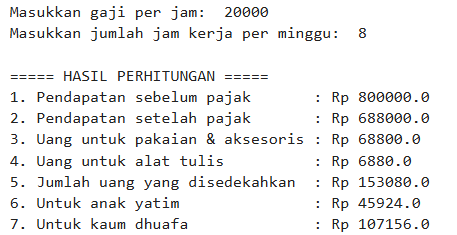 Masukkan gaji per jam:  20000
Masukkan jumlah jam kerja per minggu:  8

===== HASIL PERHITUNGAN =====
1. Pendapatan sebelum pajak       : Rp 800000.0
2. Pendapatan setelah pajak       : Rp 688000.0
3. Uang untuk pakaian & aksesoris : Rp 68800.0
4. Uang untuk alat tulis          : Rp 6880.0
5. Jumlah uang yang disedekahkan  : Rp 153080.0
6. Untuk anak yatim               : Rp 45924.0
7. Untuk kaum dhuafa              : Rp 107156.0